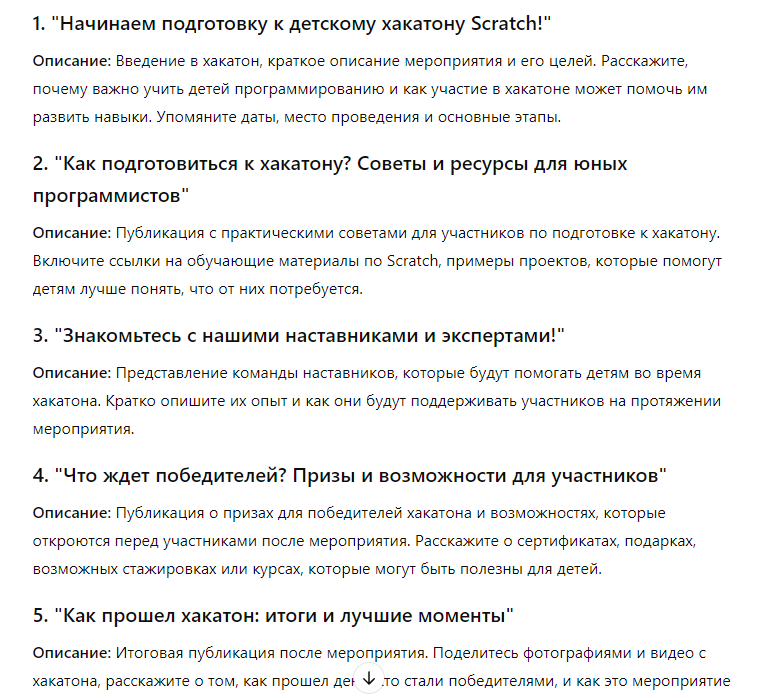 1. "Начинаем подготовку к детскому хакатону Scratch!"
Описание: Введение в хакатон, краткое описание мероприятия и его целей. Расскажите,
почему важно учить детей программированию и как участие в хакатоне может помочь им
развить навыки. Упомяните даты, место проведения и основные этапы.
2. "Как подготовиться к хакатону? Советы и ресурсы для юных
программистов"
Описание: Публикация с практическими советами для участников по подготовке к хакатону.
Включите ссылки на обучающие материалы по Scratch, примеры проектов, которые помогут
детям лучше понять, что от них потребуется.
3. "Знакомьтесь с нашими наставниками и экспертами!"
Описание: Представление команды наставников, которые будут помогать детям во время
хакатона. Кратко опишите их опыт и как они будут поддерживать участников на протяжении
мероприятия.
4. "Что ждет победителей? Призы и возможности для участников"
Описание: Публикация о призах для победителей хакатона и возможностях, которые
откроются перед участниками после мероприятия. Расскажите о сертификатах, подарках,
возможных стажировках или курсах, которые могут быть полезны для детей.
5. "Как прошел хакатон: итоги и лучшие моменты"
Описание: Итоговая публикация после мероприятия. Поделитесь фотографиями и видео с
хакатона, расскажите о том, как прошел стали победителями, и как это мероприятие